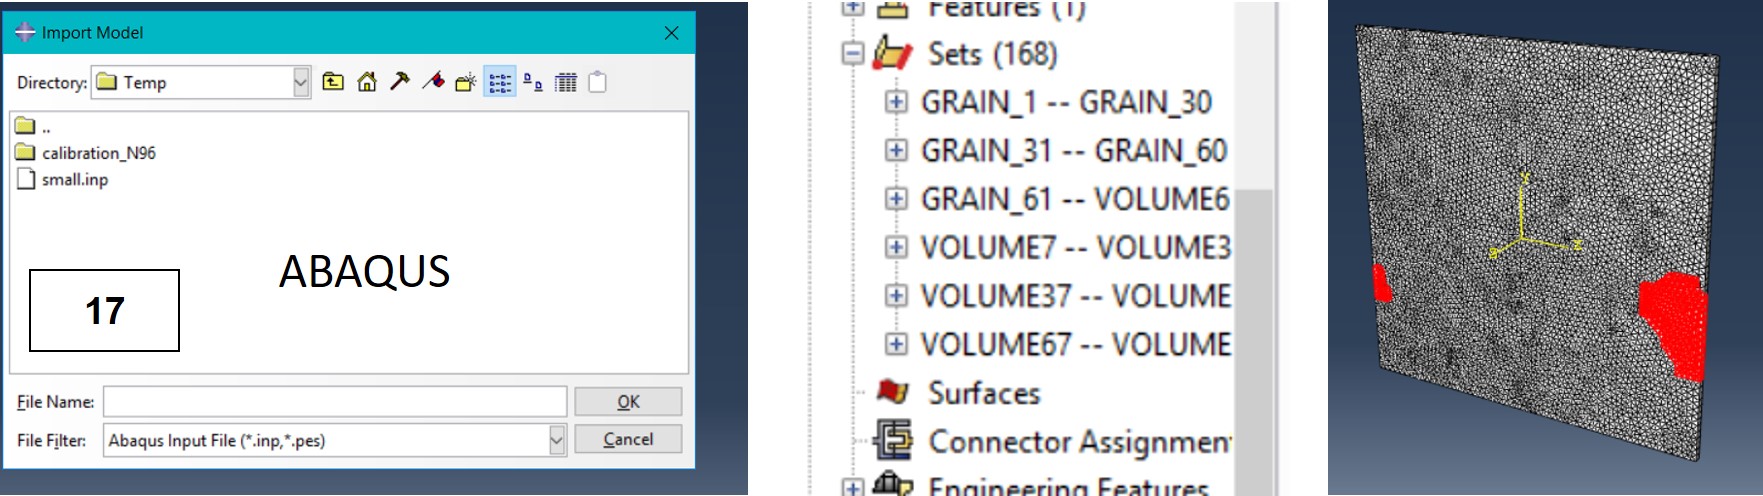 Import Model
Directory: Temp
..
calibration_N96
small.inp
ABAQUS
17
File Name:
OK
File Filter: Abaqus Input File (*.inp,*.pes)
Cancel
Features (1)
Sets (168)
GRAIN_1 -- GRAIN_30
GRAIN_31 -- GRAIN_60
GRAIN_61 -- VOLUME6
VOLUME7 -- VOLUME3
VOLUME37 -- VOLUME
VOLUME67 -- VOLUME
Surfaces
Connector Assignmen
Engineering Features
Y
Z